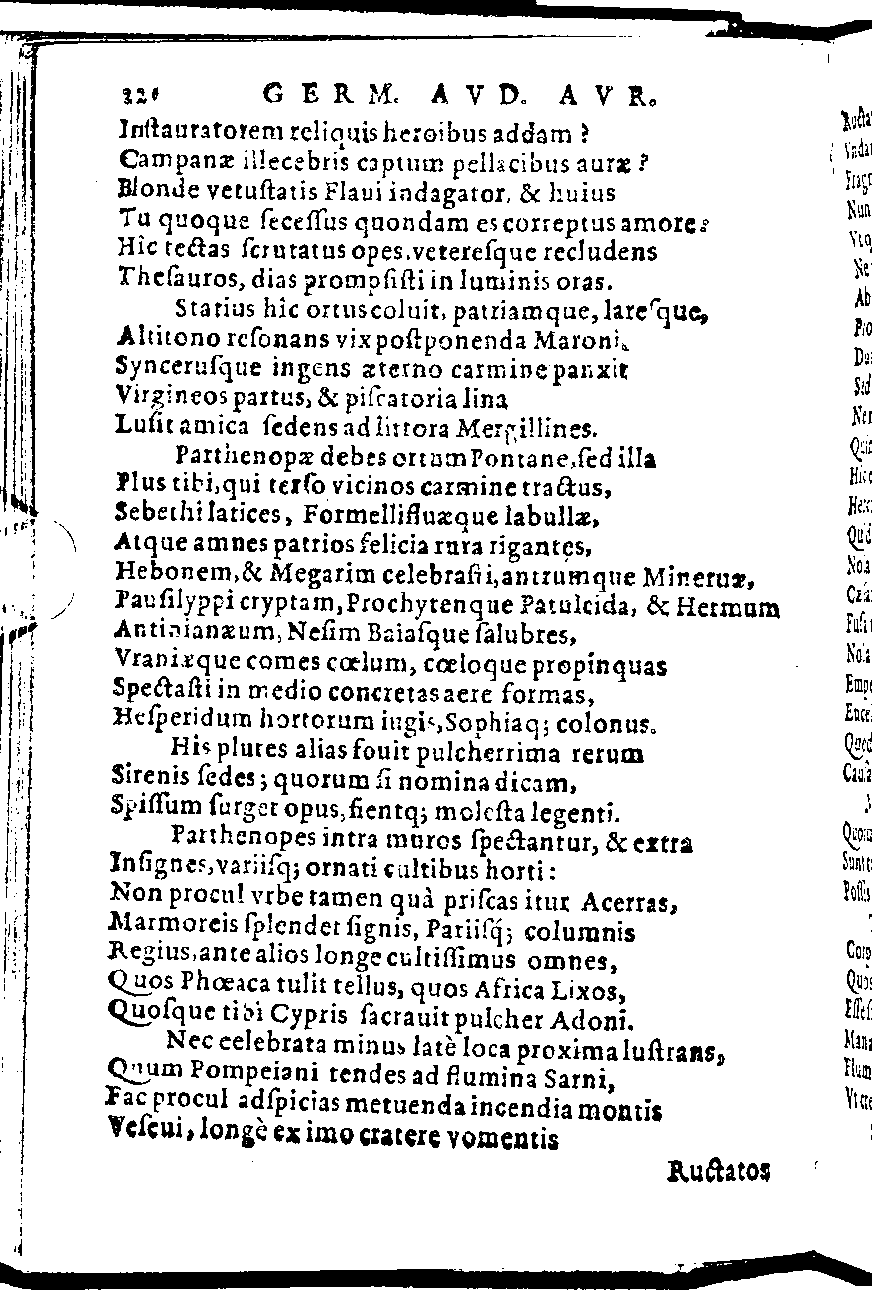 GERM. AVD. AVR.
Inſtauratorem reliquis heroibus addam ?
Campanæ illecebris captum pellacibus auræ ?
Blonde vetuſtatis Flaui indagator, & huius
Tu quoque ſeceſſus quondam es correptus amore?
Hîc tectas ſcrutatus opes, vetereſque recludens
Theſauros, dias prompſiſti in luminis oras.
Statius hîc ortus coluit, patriamque, lareſque,
Altitono reſonans vix poſtponenda Maroni.
Synceruſque ingens æterno carmine panxit
Virgineos partus, & piſcatoria lina
Luſit amica ſedens ad littora Mergillines.
Parthenopæ debes ortum Pontane, ſed illa
Plus tibi, qui terſo vicinos carmine tractus,
Sebethi latices, Formellifluæque labullæ,
Atque amnes patrios felicia rura rigantes,
Hebonem, & Megarim celebraſti, antrumque Mineruæ,
Pauſilyppi cryptam, Prochytenque Patulcida, & Hermum
Antinianæum, Neſim Baiaſque ſalubres,
Vraniæque comes cœlum, cœloque propinquas
Spectaſti in medio concretas aere formas,
Heſperidum hortorum iugis, Sophiaq; colonus.
His plures alias fouit pulcherrima rerum
Sirenis ſedes; quorum ſi nomina dicam,
Spiſſum ſurget opus, fientq; moleſta legenti.
Parthenopes intra muros ſpectantur, & extra
Inſignes, variiſq; ornati cultibus horti:
Non procul vrbe tamen quà priſcas itur Acerras,
Marmoreis ſplendet ſignis, Pariiſq́; columnis
Regius, ante alios longe cultiſſimus omnes,
Quos Phœaca tulit tellus, quos Africa Lixos,
Quoſque tibi Cypris ſacrauit pulcher Adoni.
Nec celebrata minus latè loca proxima luſtrans,
Quum Pompeiani tendes ad flumina Sarni,
Fac procul adſpicias metuenda incendia montis
Veſeui, longè ex imo cratere vomentis
Ructatos